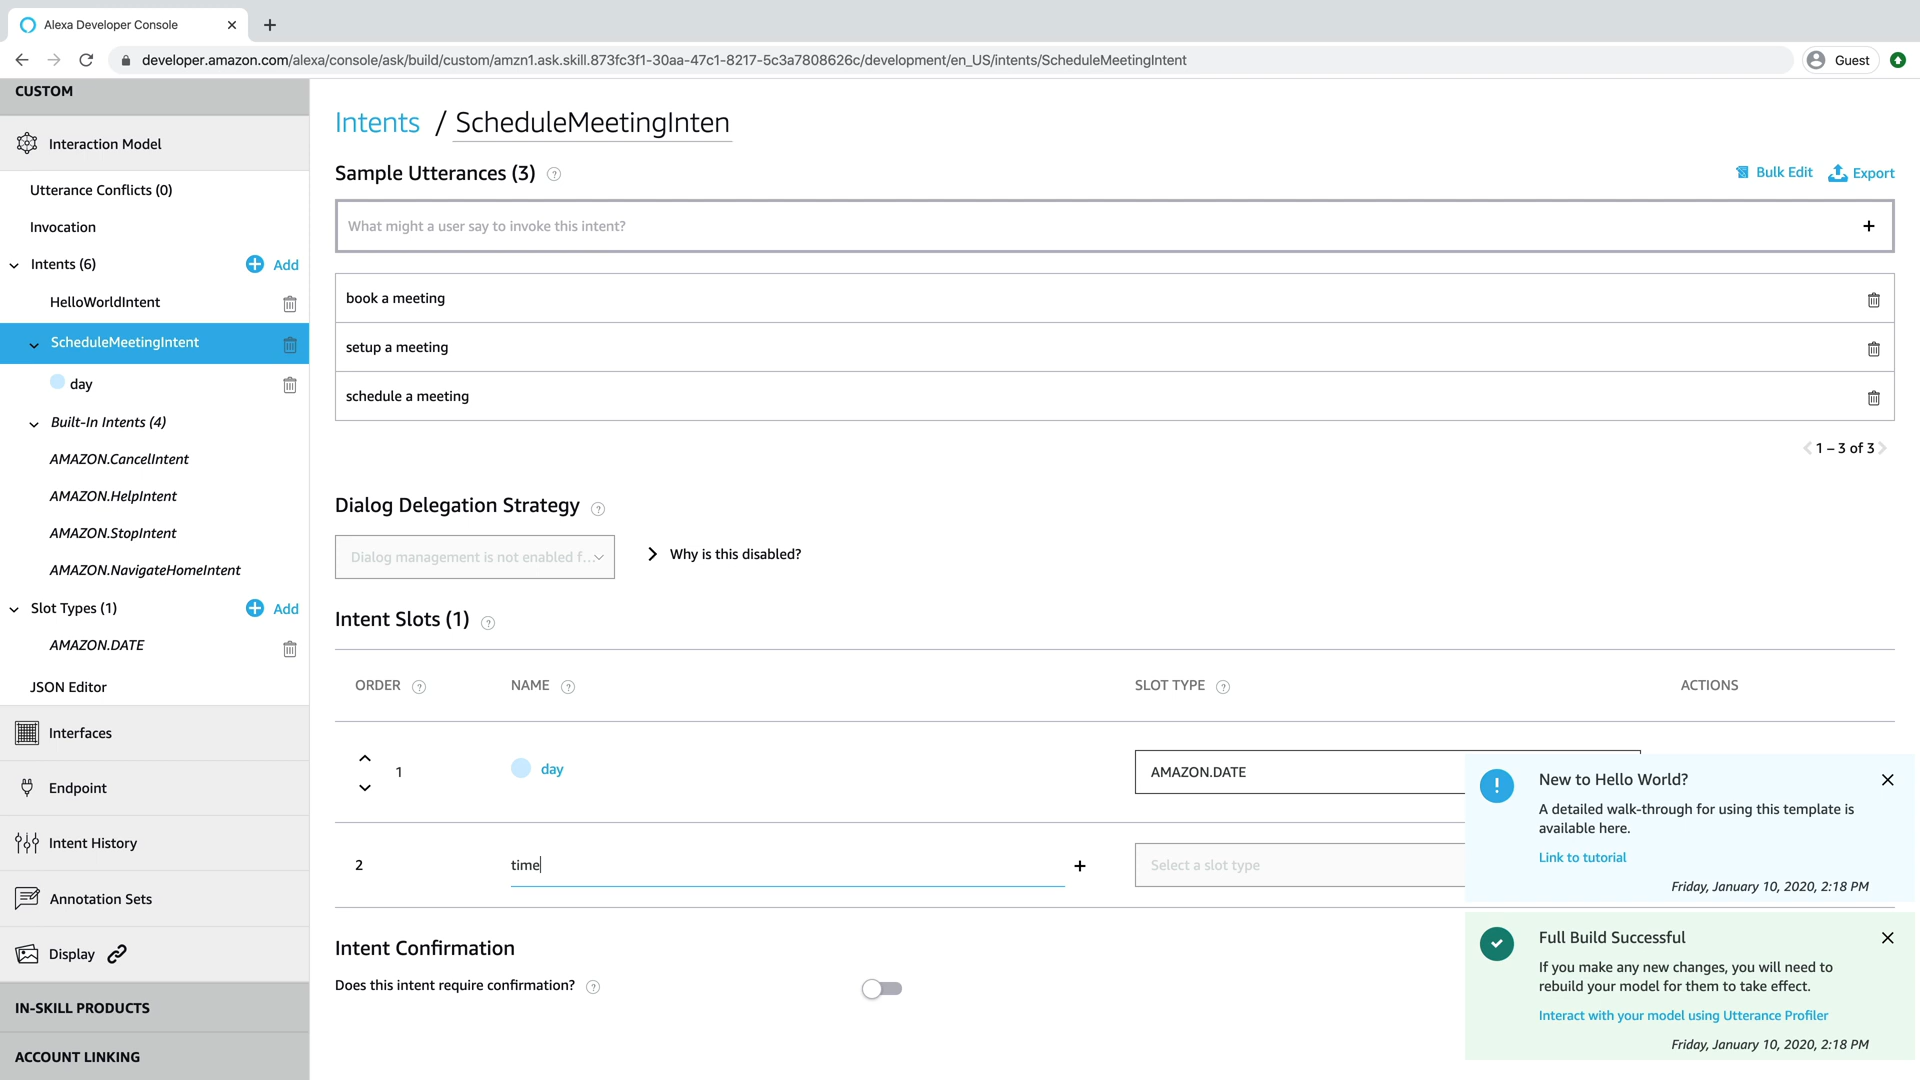 Alexa Developer Console
developer.amazon.com/alexa/console/ask/build/custom/amzn1.ask.skill.873fc3f1-30aa-47c1-8217-5c3a7808626c/development/en_US/intents/ScheduleMeetingIntent
Guest
CUSTOM
Interaction Model
Utterance Conflicts (0)
Invocation
Intents (6)
Add
HelloWorldIntent
ScheduleMeetingIntent
day
Built-In Intents (4)
AMAZON.CancelIntent
AMAZON.HelpIntent
AMAZON.StopIntent
AMAZON.NavigateHomeIntent
Slot Types (1)
Add
AMAZON.DATE
JSON Editor
Interfaces
Endpoint
Intent History
Annotation Sets
Display
IN-SKILL PRODUCTS
ACCOUNT LINKING
Intents / ScheduleMeetingInten
Sample Utterances (3)
Bulk Edit
Export
What might a user say to invoke this intent?
book a meeting
setup a meeting
schedule a meeting
1 – 3 of 3
Dialog Delegation Strategy
Dialog management is not enabled f...
Why is this disabled?
Intent Slots (1)
ORDER NAME SLOT TYPE ACTIONS
1 day AMAZON.DATE
2 time Select a slot type
Intent Confirmation
Does this intent require confirmation?
New to Hello World?
A detailed walk-through for using this template is
available here.
Link to tutorial
Friday, January 10, 2020, 2:18 PM
Full Build Successful
If you make any new changes, you will need to
rebuild your model for them to take effect.
Interact with your model using Utterance Profiler
Friday, January 10, 2020, 2:18 PM